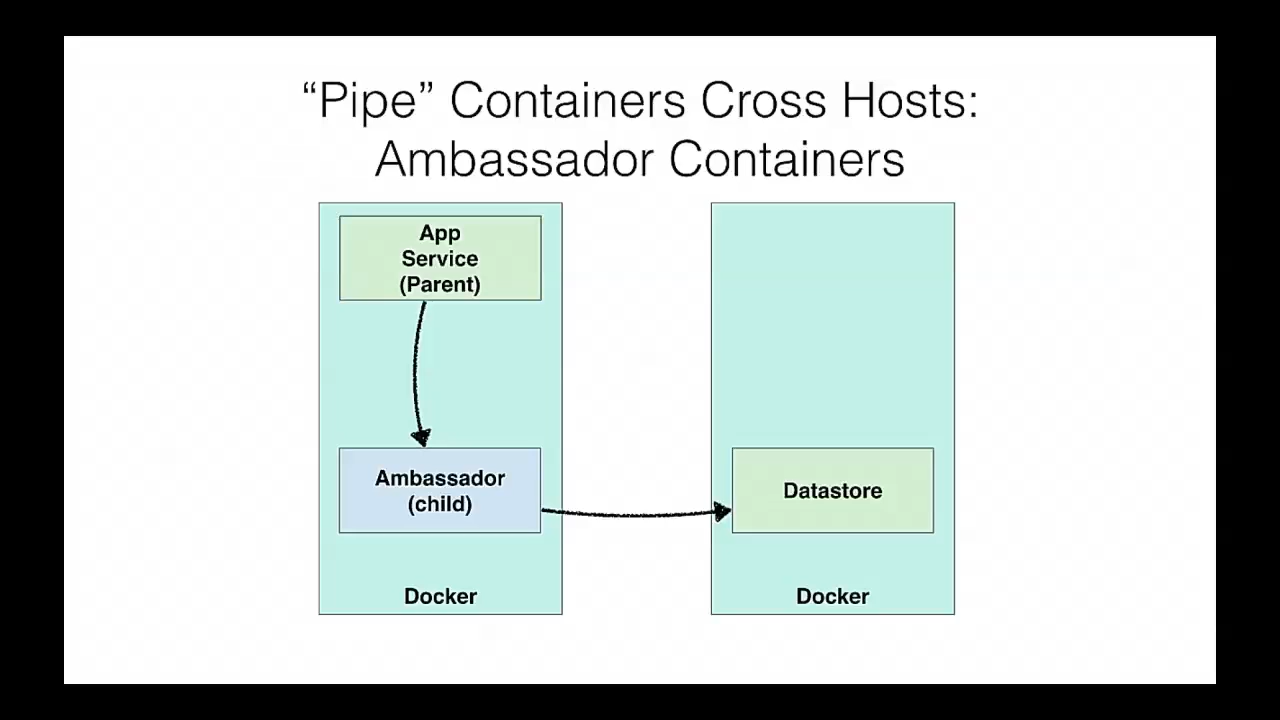 “Pipe” Containers Cross Hosts:
Ambassador Containers
App
Service
(Parent)
Ambassador
(child)
Docker
Datastore
Docker